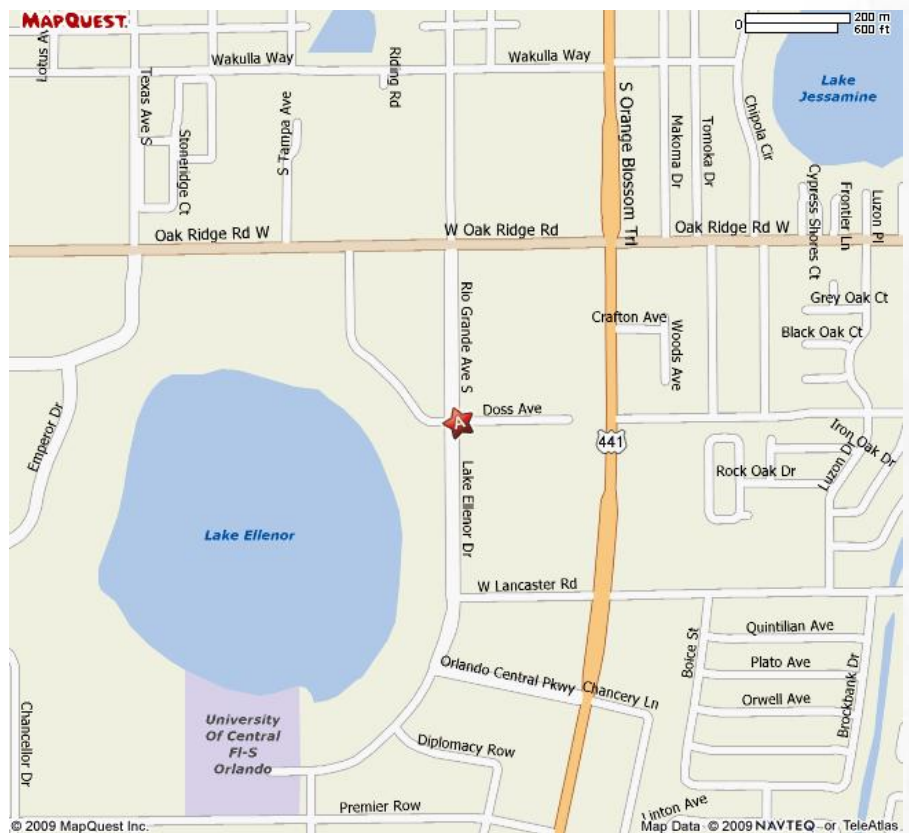 MAPQUEST.
0 200 m
600 ft
Lotus Av
Wakulla Way
Riding Rd
Wakulla Way
Lake
Jessamine
Texas Ave S
Stoneridge Ct
S Tampa Ave
S Orange Blossom Trl
Makoma Dr
Tomoka Dr
Chipola Cir
Cypress Shores Ct
Frontier Ln
Luzon Pl
Oak Ridge Rd W
W Oak Ridge Rd
Oak Ridge Rd W
Rio Grande Ave S
Grey Oak Ct
Crafton Ave
Woods Ave
Black Oak Ct
Emperor Dr
Doss Ave
A
441
Iron Oak Dr
Rock Oak Dr
Luzon Dr
Lake Ellenor Dr
Lake Ellenor
W Lancaster Rd
Boice St
Quintilian Ave
Orlando Central Pkwy
Chancery Ln
Plato Ave
Orwell Ave
Brockbank Dr
Chancellor Dr
University
Of Central
Fl-S
Orlando
Diplomacy Row
Premier Row
Linton Ave
© 2009 MapQuest Inc.
Map Data © 2009 NAVTEQ or TeleAtlas